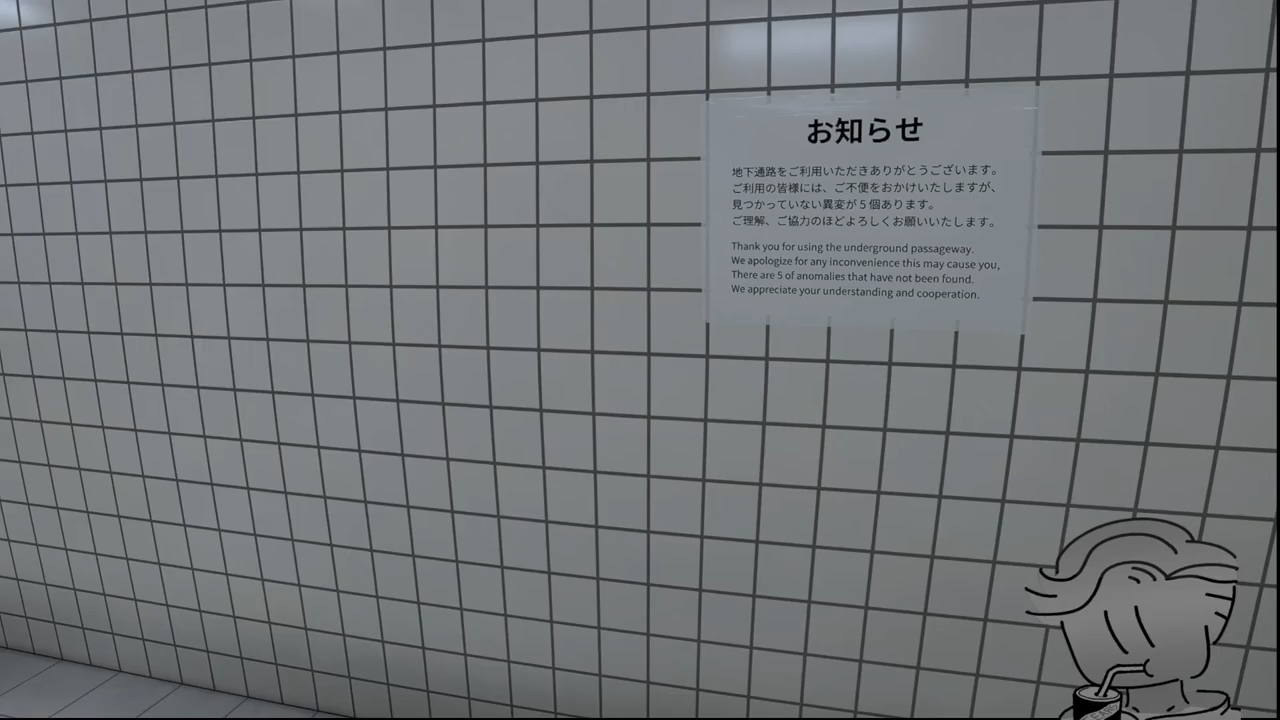 お知らせ
地下通路をご利用いただきありがとうございます。
ご利用の皆様には、ご不便をおかけいたしますが、
見つかっていない異変が5個あります。
ご理解、ご協力のほどよろしくお願いいたします。
Thank you for using the underground passageway.
We apologize for any inconvenience this may cause you,
There are 5 of anomalies that have not been found.
We appreciate your understanding and cooperation.